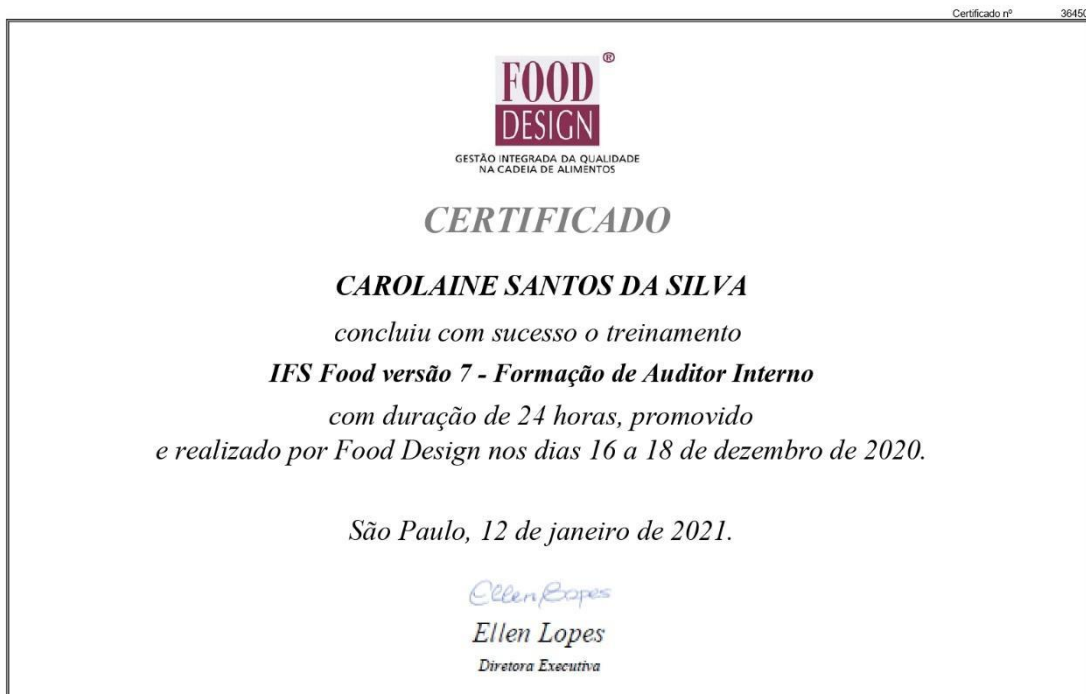 Certificado nº 36450
FOOD ®
DESIGN
GESTÃO INTEGRADA DA QUALIDADE
NA CADEIA DE ALIMENTOS
CERTIFICADO
CAROLAINE SANTOS DA SILVA
concluiu com sucesso o treinamento
IFS Food versão 7 - Formação de Auditor Interno
com duração de 24 horas, promovido
e realizado por Food Design nos dias 16 a 18 de dezembro de 2020.
São Paulo, 12 de janeiro de 2021.
Ellen Lopes
Ellen Lopes
Diretora Executiva